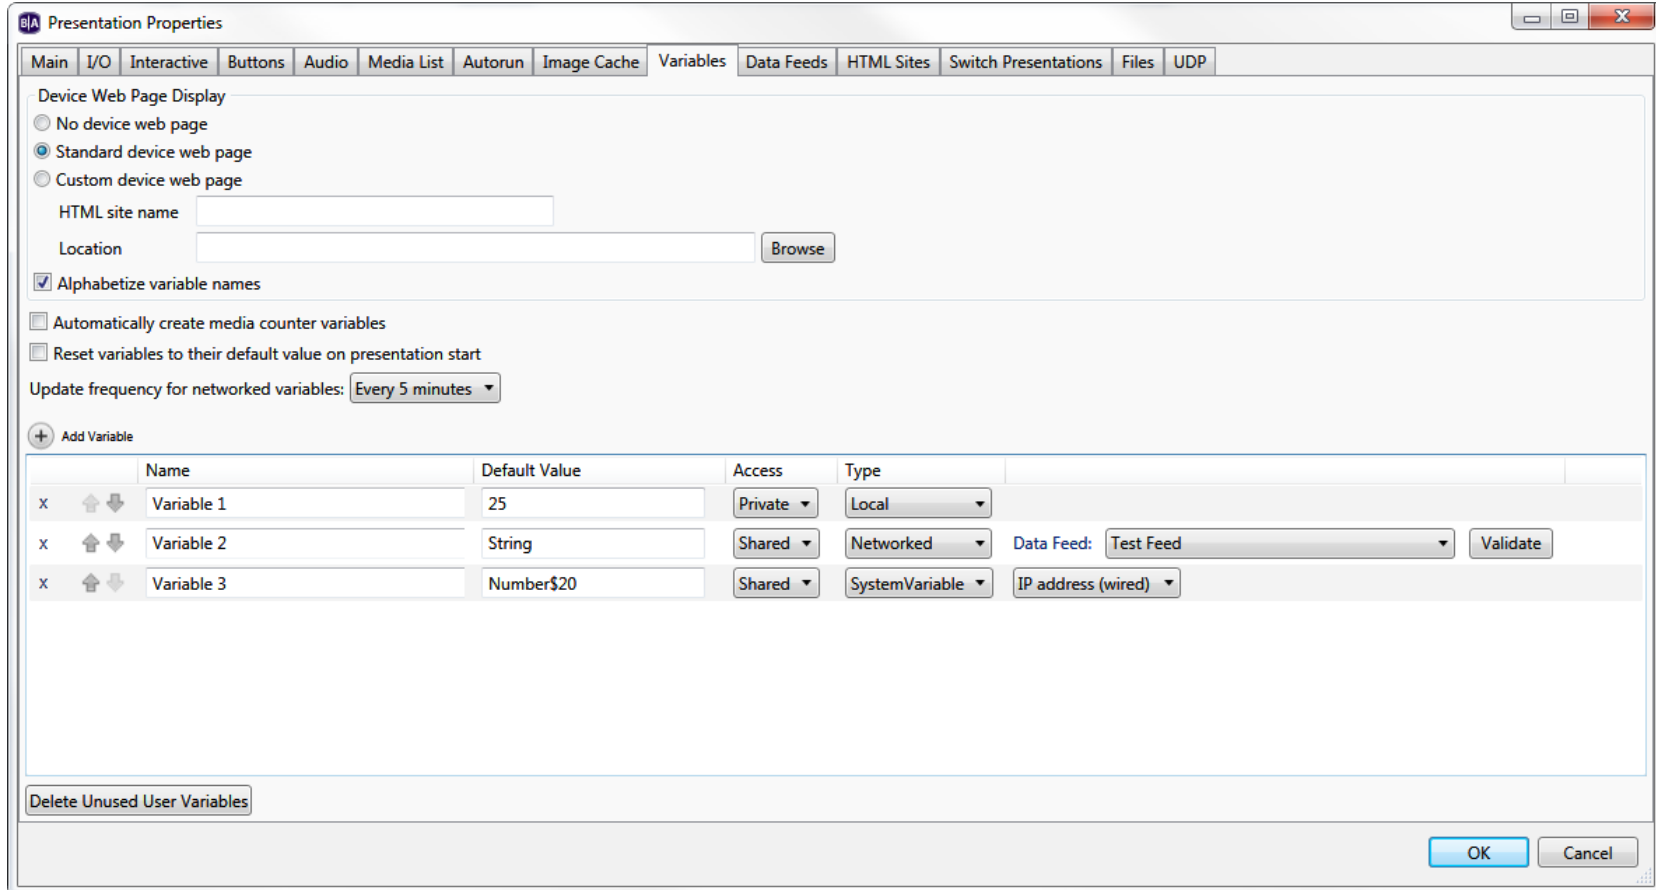 B|A Presentation Properties
Main I/O Interactive Buttons Audio Media List Autorun Image Cache Variables Data Feeds HTML Sites Switch Presentations Files UDP
Device Web Page Display
No device web page
Standard device web page
Custom device web page
HTML site name
Location Browse
Alphabetize variable names
Automatically create media counter variables
Reset variables to their default value on presentation start
Update frequency for networked variables: Every 5 minutes
+ Add Variable
Name Default Value Access Type
x Variable 1 25 Private Local
x Variable 2 String Shared Networked Data Feed: Test Feed Validate
x Variable 3 Number$20 Shared SystemVariable IP address (wired)
Delete Unused User Variables
OK Cancel